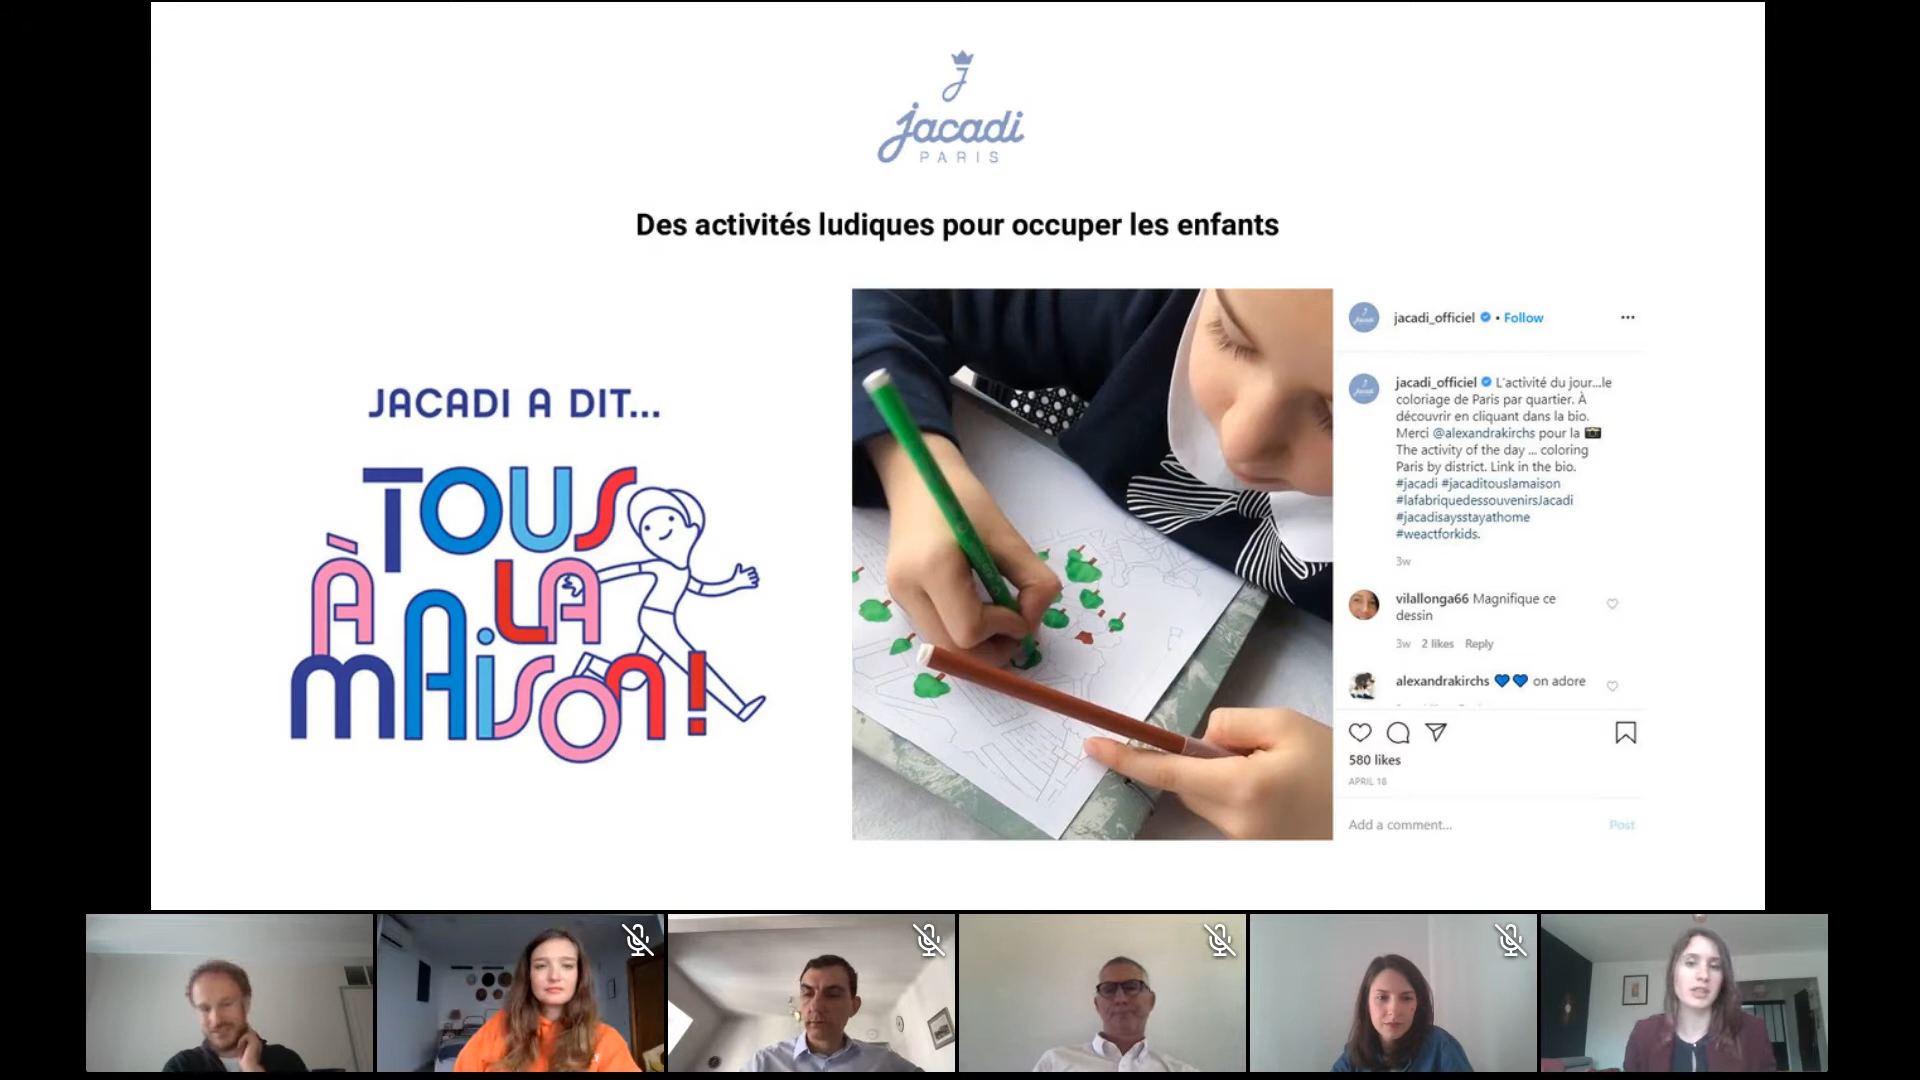 J
jacadi
PARIS
Des activités ludiques pour occuper les enfants
JACADI A DIT...
TOUS
À LA
MAISON !
jacadi_officiel • Follow
jacadi_officiel L'activité du jour...le
coloriage de Paris par quartier. À
découvrir en cliquant dans la bio.
Merci @alexandrakirchs pour la
The activity of the day ... coloring
Paris by district. Link in the bio.
#jacadi #jacaditouslamaison
#lafabriquedessouvenirsJacadi
#jacadisaysstayathome
#weactforkids.
3w
vilallonga66 Magnifique ce
dessin
3w 2 likes Reply
alexandrakirchs 💙💙 on adore
580 likes
APRIL 16
Add a comment...
Post